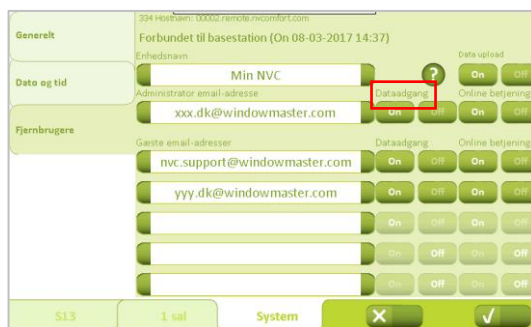 334 Hostnavn: 00002.remote.nvcomfort.com
Generelt
Forbundet til basestation (On 08-03-2017 14:37)
Enhedsnavn
Data upload
Min NVC
?
On Off
Dato og tid
Administrator email-adresse Dataadgang Online betjening
xxx.dk@windowmaster.com On Off On Off
Fjernbrugere
Gæste email-adresser Dataadgang Online betjening
nvc.support@windowmaster.com On Off On Off
yyy.dk@windowmaster.com On Off On Off
On Off On Off
On Off On Off
On Off On Off
S13 1 sal System X √